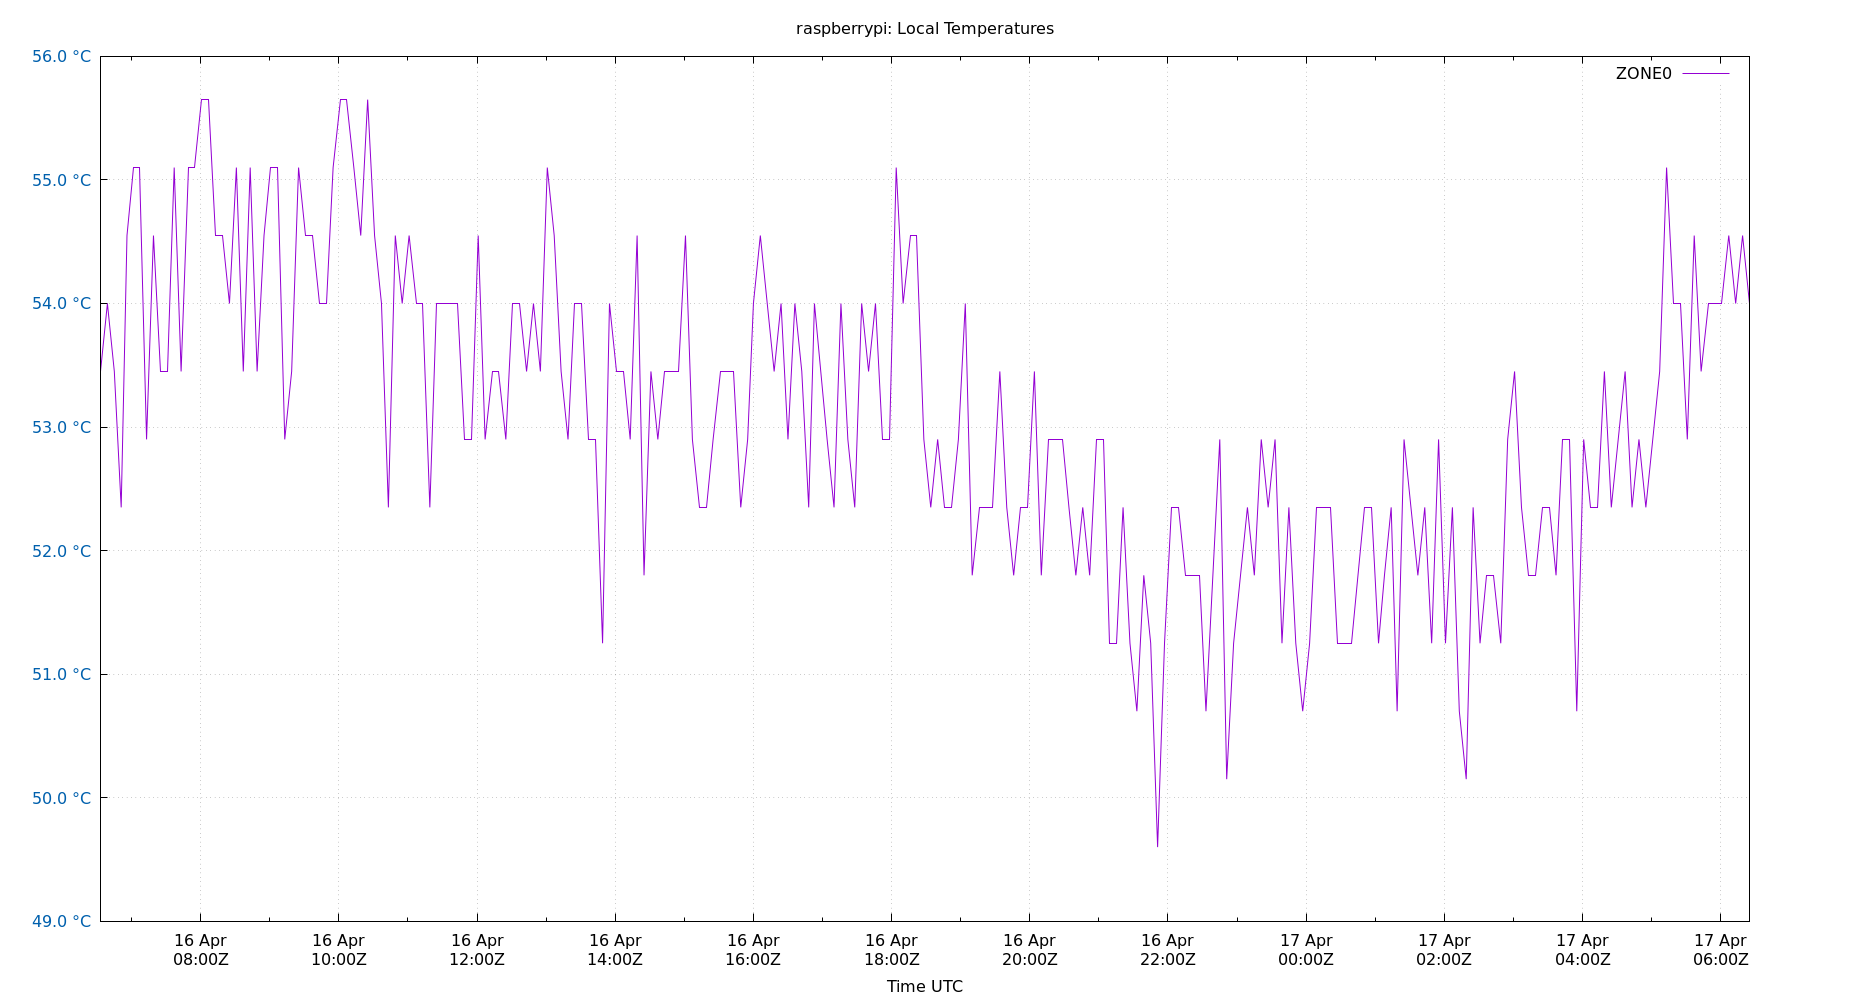 raspberrypi: Local Temperatures
56.0 °C
ZONE0
55.0 °C
54.0 °C
53.0 °C
52.0 °C
51.0 °C
50.0 °C
49.0 °C
16 Apr 16 Apr 16 Apr 16 Apr 16 Apr 16 Apr 16 Apr 16 Apr 17 Apr 17 Apr 17 Apr 17 Apr
08:00Z 10:00Z 12:00Z 14:00Z 16:00Z 18:00Z 20:00Z 22:00Z 00:00Z 02:00Z 04:00Z 06:00Z
Time UTC